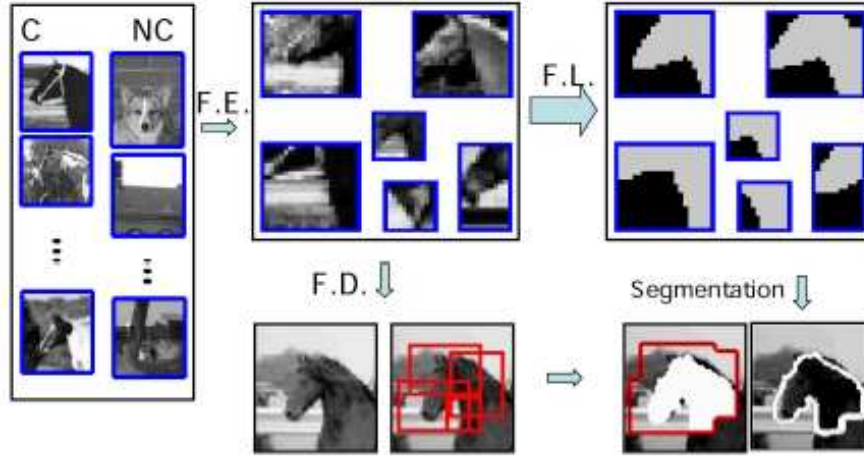 C NC
F.E.
F.L.
F.D.
Segmentation